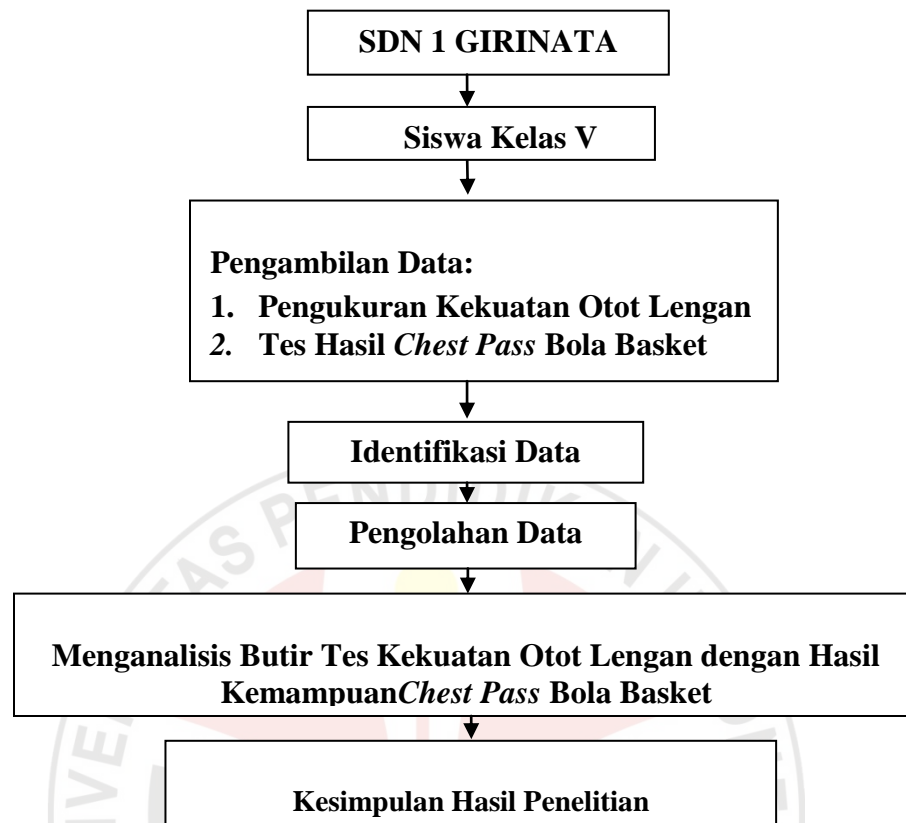 SDN 1 GIRINATA
Siswa Kelas V
Pengambilan Data:
1. Pengukuran Kekuatan Otot Lengan
2. Tes Hasil Chest Pass Bola Basket
Identifikasi Data
Pengolahan Data
Menganalisis Butir Tes Kekuatan Otot Lengan dengan Hasil
KemampuanChest Pass Bola Basket
Kesimpulan Hasil Penelitian